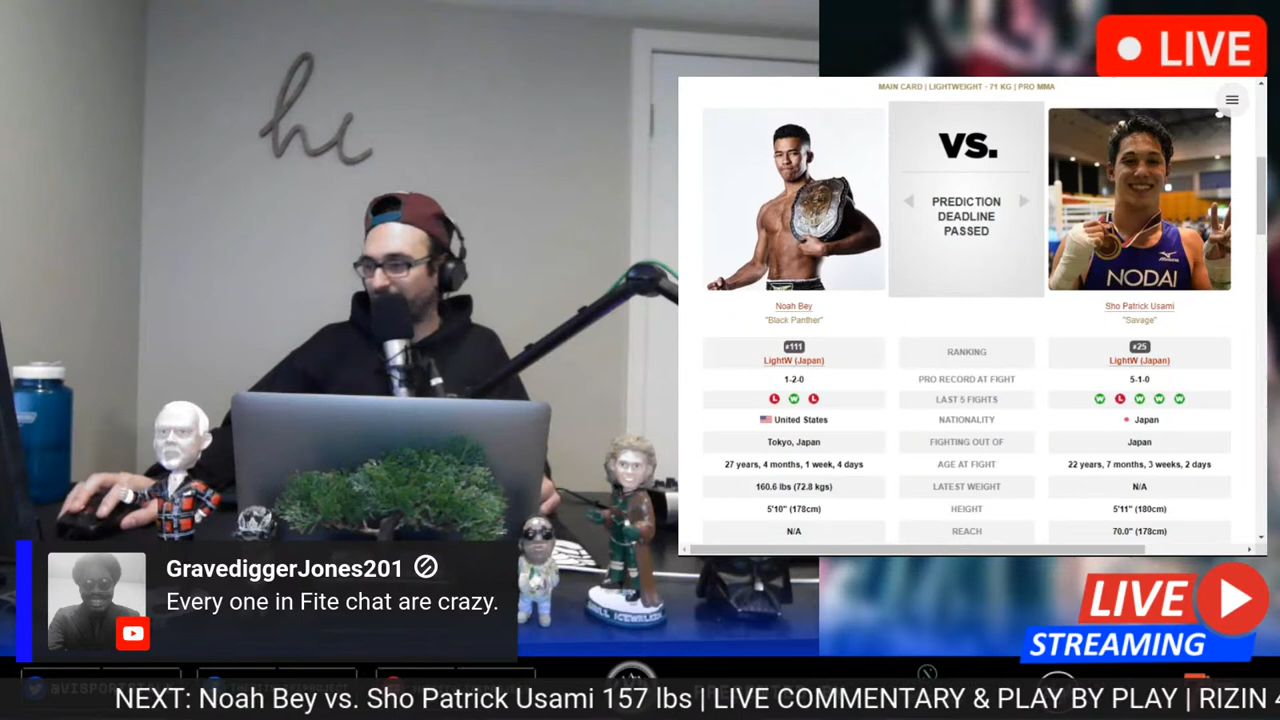 hi
LIVE
MAIN CARD | LIGHTWEIGHT · 71 KG | PRO MMA
VS.
PREDICTION
DEADLINE
PASSED
NODAI
Noah Bey
"Black Panther"
Sho Patrick Usami
"Savage"
#111
LightW (Japan)
RANKING
#25
LightW (Japan)
1-2-0
PRO RECORD AT FIGHT
5-1-0
L W L
LAST 5 FIGHTS
W L W W W
United States
NATIONALITY
Japan
Tokyo, Japan
FIGHTING OUT OF
Japan
27 years, 4 months, 1 week, 4 days
AGE AT FIGHT
22 years, 7 months, 3 weeks, 2 days
160.6 lbs (72.8 kgs)
LATEST WEIGHT
N/A
5'10" (178cm)
HEIGHT
5'11" (180cm)
N/A
REACH
70.0" (178cm)
GravediggerJones201
Every one in Fite chat are crazy.
LIVE
STREAMING
NEXT: Noah Bey vs. Sho Patrick Usami 157 lbs | LIVE COMMENTARY & PLAY BY PLAY | RIZIN